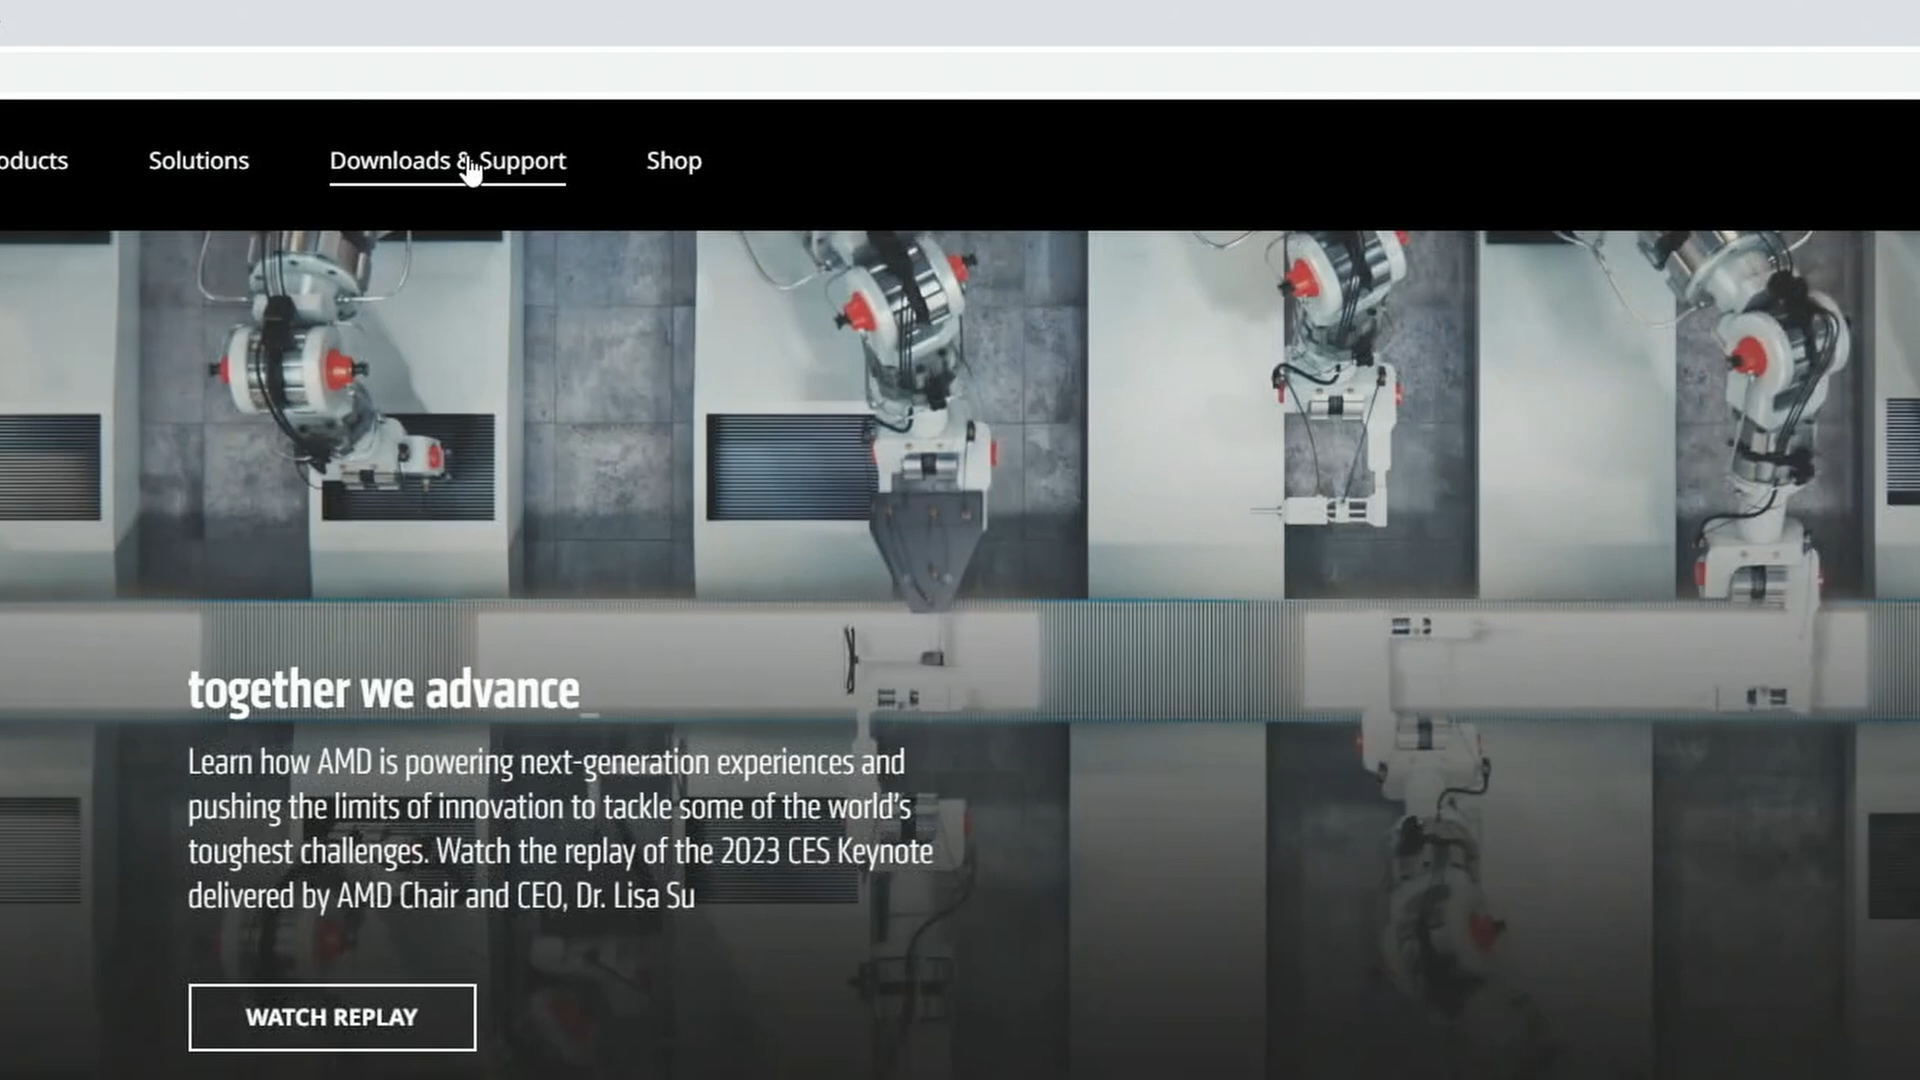 oducts Solutions Downloads & Support Shop
together we advance_
Learn how AMD is powering next-generation experiences and
pushing the limits of innovation to tackle some of the world's
toughest challenges. Watch the replay of the 2023 CES Keynote
delivered by AMD Chair and CEO, Dr. Lisa Su
WATCH REPLAY